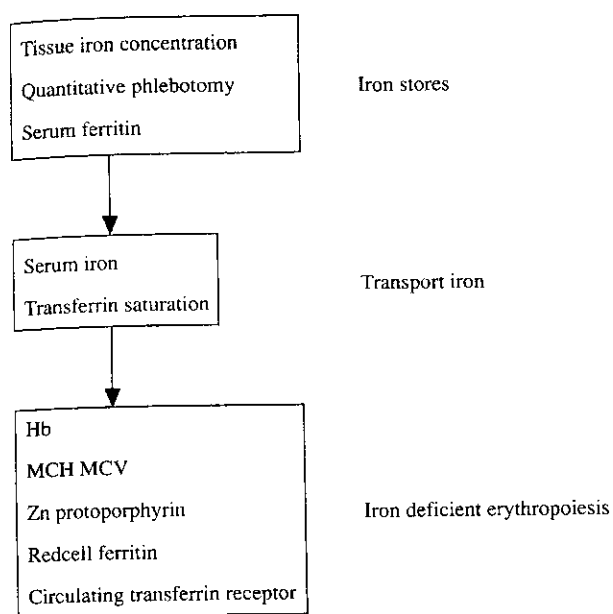 Tissue iron concentration
Quantitative phlebotomy
Serum ferritin
Iron stores
Serum iron
Transferrin saturation
Transport iron
Hb
MCH MCV
Zn protoporphyrin
Redcell ferritin
Circulating transferrin receptor
Iron deficient erythropoiesis